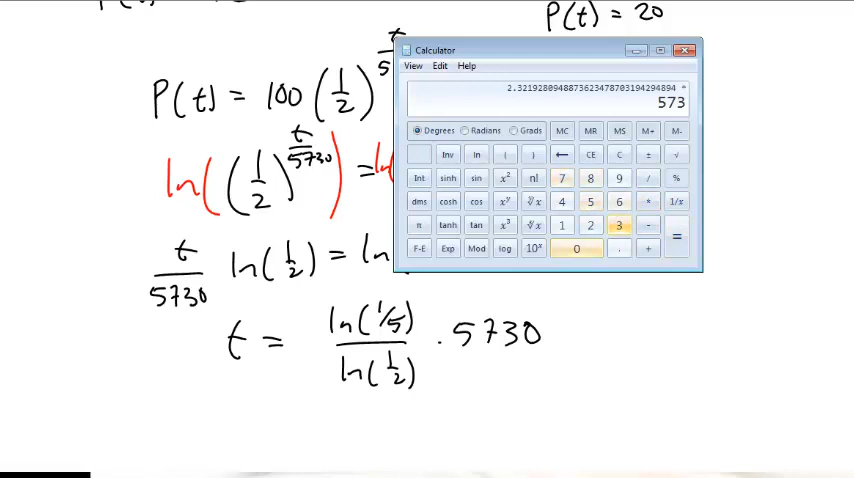 P(t) = 20
P(t) = 100 (1/2)^(t/5
ln((1/2)^(t/5730)) = ln(
t/5730 ln(1/2) = ln
t = ln(1/5)/ln(1/2) · 5730
Calculator
View Edit Help
2.3219280948873623478703194294894 *
573
Degrees Radians Grads MC MR MS M+ M-
Inv ln ( ) ← CE C ± √
Int sinh sin x² n! 7 8 9 / %
dms cosh cos xʸ ʸ√x 4 5 6 * 1/x
π tanh tan x³ ³√x 1 2 3 - =
F-E Exp Mod log 10ˣ 0 . +